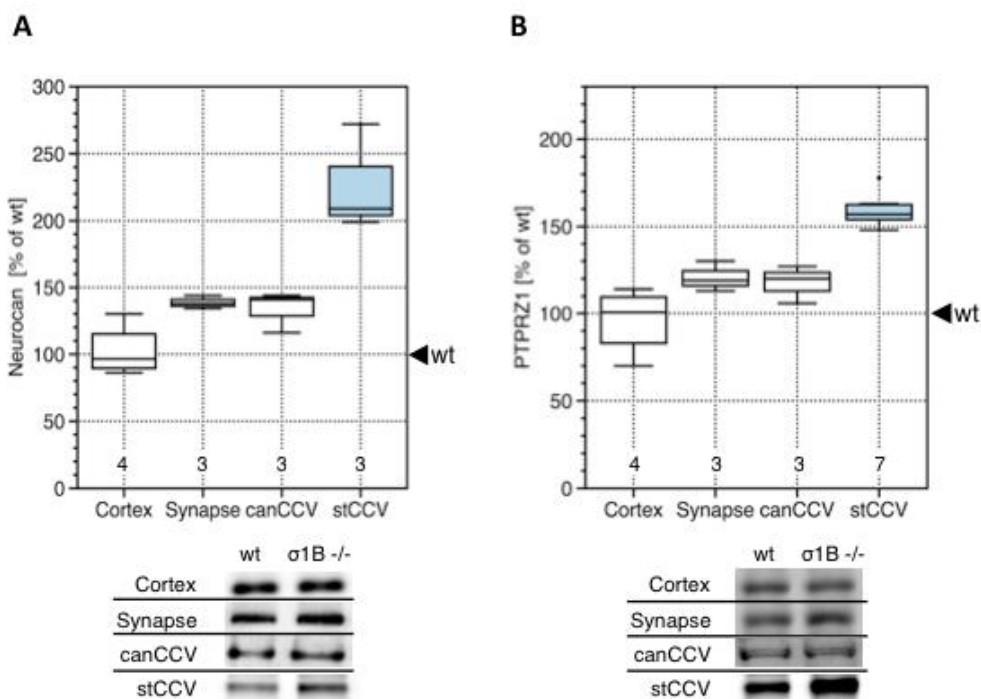 A
B
Neurocan [% of wt]
300
250
200
150
100
50
0
4 3 3 3
Cortex Synapse canCCV stCCV
◀wt
PTPRZ1 [% of wt]
200
150
100
50
0
4 3 3 7
Cortex Synapse canCCV stCCV
◀wt
wt σ1B -/-
Cortex
Synapse
canCCV
stCCV
wt σ1B -/-
Cortex
Synapse
canCCV
stCCV